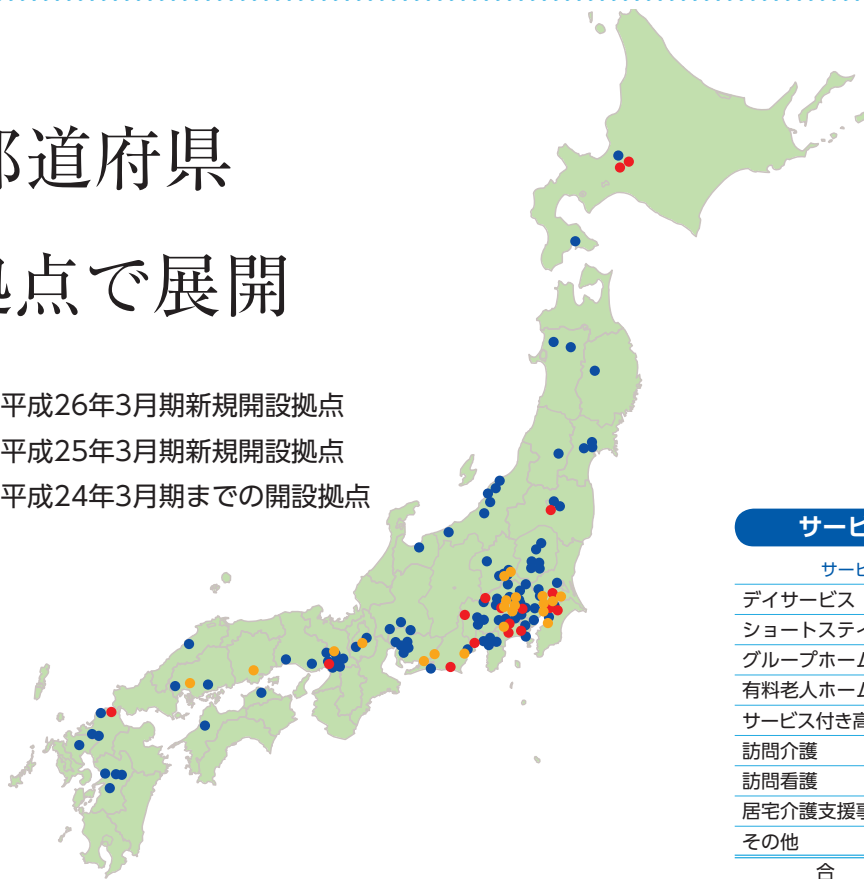 道府県
点で展開
平成26年3月期新規開設拠点
平成25年3月期新規開設拠点
平成24年3月期までの開設拠点
サービ
サービ
デイサービス
ショートステイ
グループホーム
有料老人ホーム
サービス付き高
訪問介護
訪問看護
居宅介護支援事
その他
合